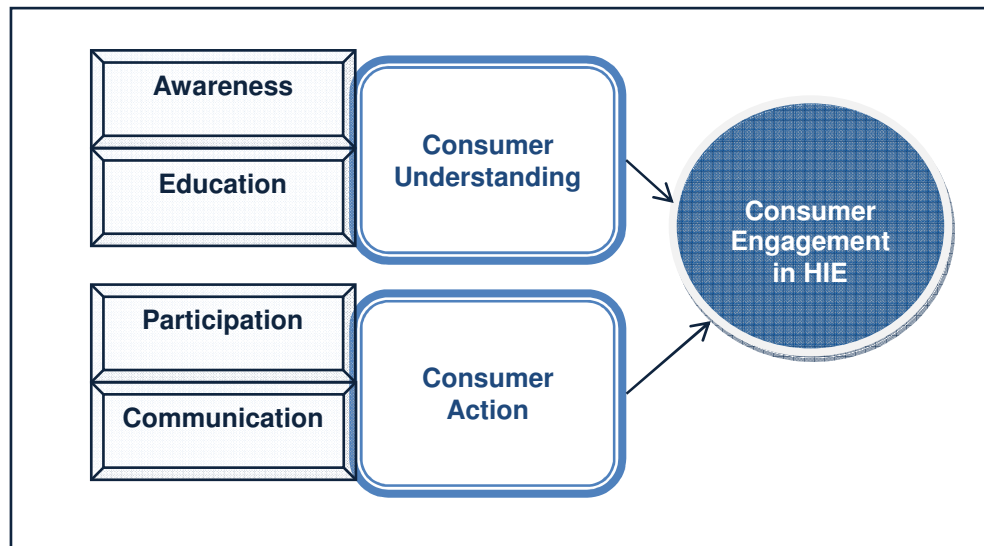 Awareness
Education
Consumer
Understanding
Participation
Communication
Consumer
Action
Consumer
Engagement
in HIE